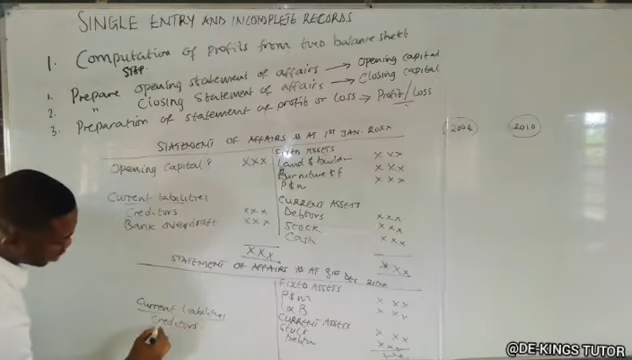 SINGLE ENTRY AND INCOMPLETE RECORDS
1. Computation of profits from two balance sheet
STEP
1. Prepare opening statement of affairs → Opening capital
2. " Closing Statement of affairs → Closing capital
3. Preparation of statement of profit or loss → Profit/Loss
2010
STATEMENT OF AFFAIRS AS AT 1ST JAN. 20XX
FIXED ASSETS
Opening Capital? XXX Land & XXX
Furniture & F XXX
P&M XXX
Current liabilities
CURRENT ASSETS
Creditors XXX Debtors XXX
Bank overdraft XXX Stock XXX
Cash XXX
XXX XXX
STATEMENT OF AFFAIRS AS AT 31ST DEC
FIXED ASSETS
P&M XXX
L&B XXX
Current liabilities
CURRENT ASSETS
Creditors
Stock XXX
Debtors XXX
@DE-KINGS TUTOR